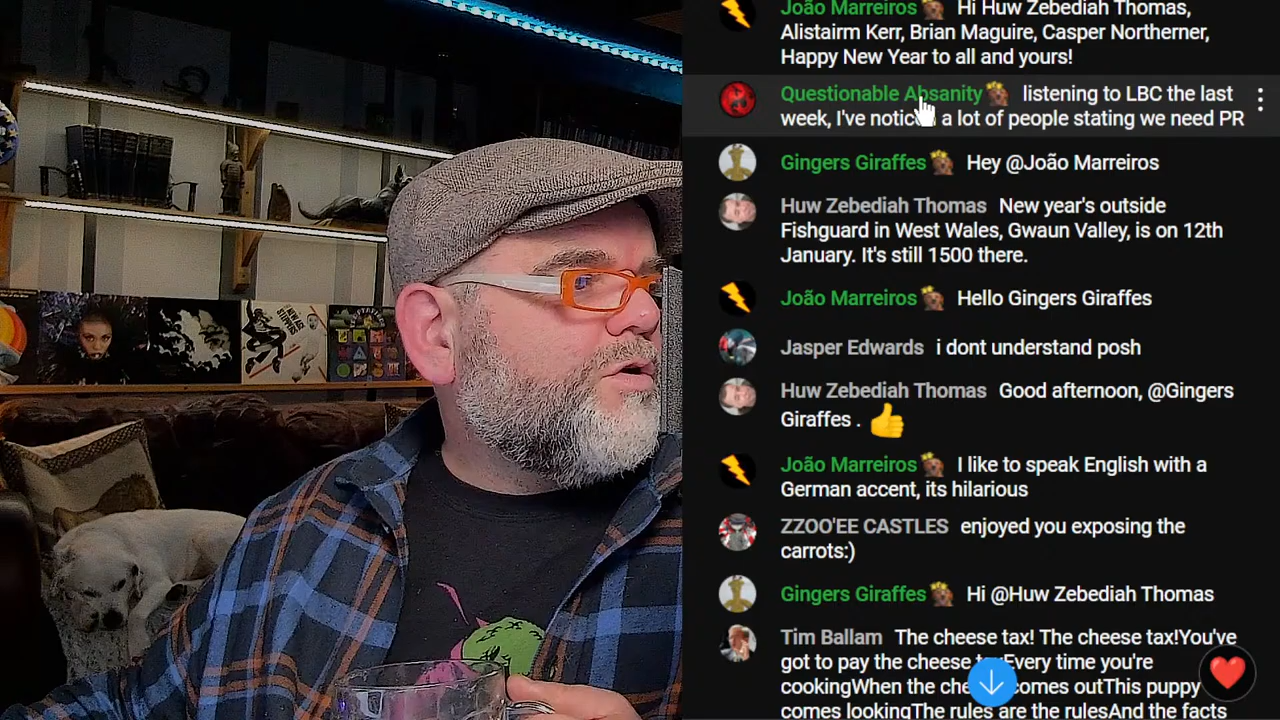 João Marreiros Hi Huw Zebediah Thomas,
Alistairm Kerr, Brian Maguire, Casper Northerner,
Happy New Year to all and yours!
Questionable Absanity listening to LBC the last
week, I've noticed a lot of people stating we need PR
Gingers Giraffes Hey @João Marreiros
Huw Zebediah Thomas New year's outside
Fishguard in West Wales, Gwaun Valley, is on 12th
January. It's still 1500 there.
João Marreiros Hello Gingers Giraffes
Jasper Edwards i dont understand posh
Huw Zebediah Thomas Good afternoon, @Gingers
Giraffes . 👍
João Marreiros I like to speak English with a
German accent, its hilarious
ZZOO'EE CASTLES enjoyed you exposing the
carrots:)
Gingers Giraffes Hi @Huw Zebediah Thomas
Tim Ballam The cheese tax! The cheese tax!You've
got to pay the cheese Every time you're
cookingWhen the comes outThis puppy
comes lookingThe rules are the rulesAnd the facts